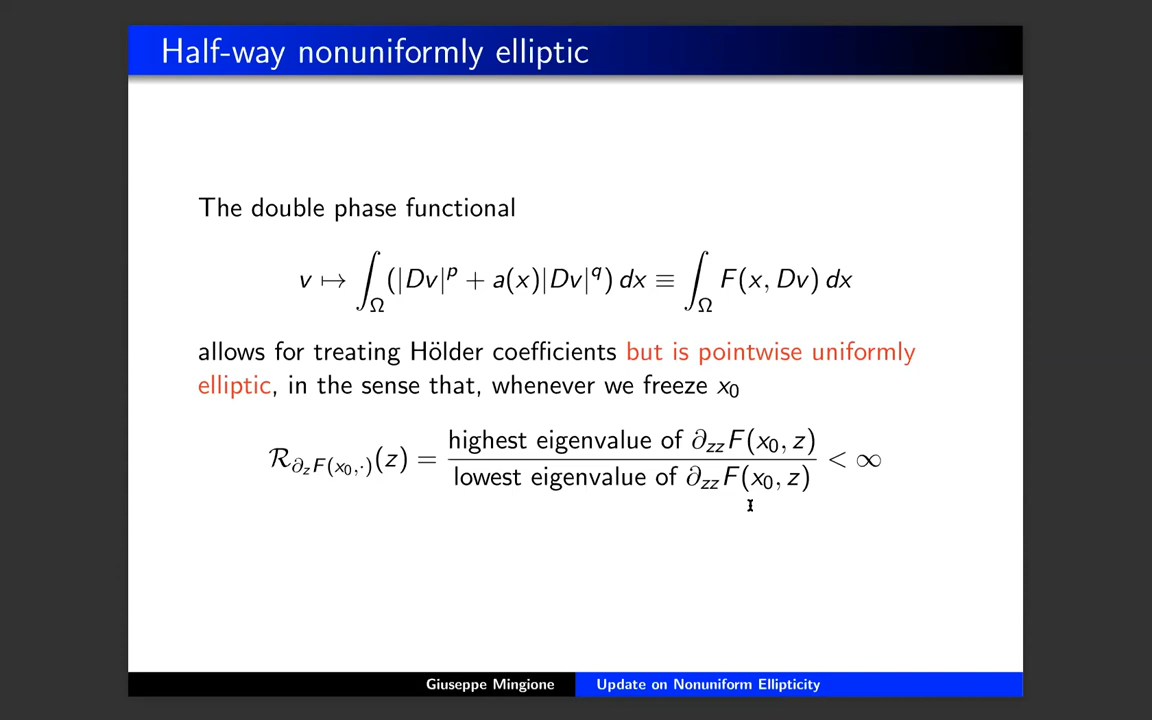 Half-way nonuniformly elliptic
The double phase functional
v ↦ ∫_Ω (|Dv|^p + a(x)|Dv|^q) dx ≡ ∫_Ω F(x, Dv) dx
allows for treating Hölder coefficients but is pointwise uniformly
elliptic, in the sense that, whenever we freeze x₀
ℛ_{∂_z F(x₀,·)}(z) = highest eigenvalue of ∂_{zz}F(x₀, z) / lowest eigenvalue of ∂_{zz}F(x₀, z) < ∞
Giuseppe Mingione
Update on Nonuniform Ellipticity